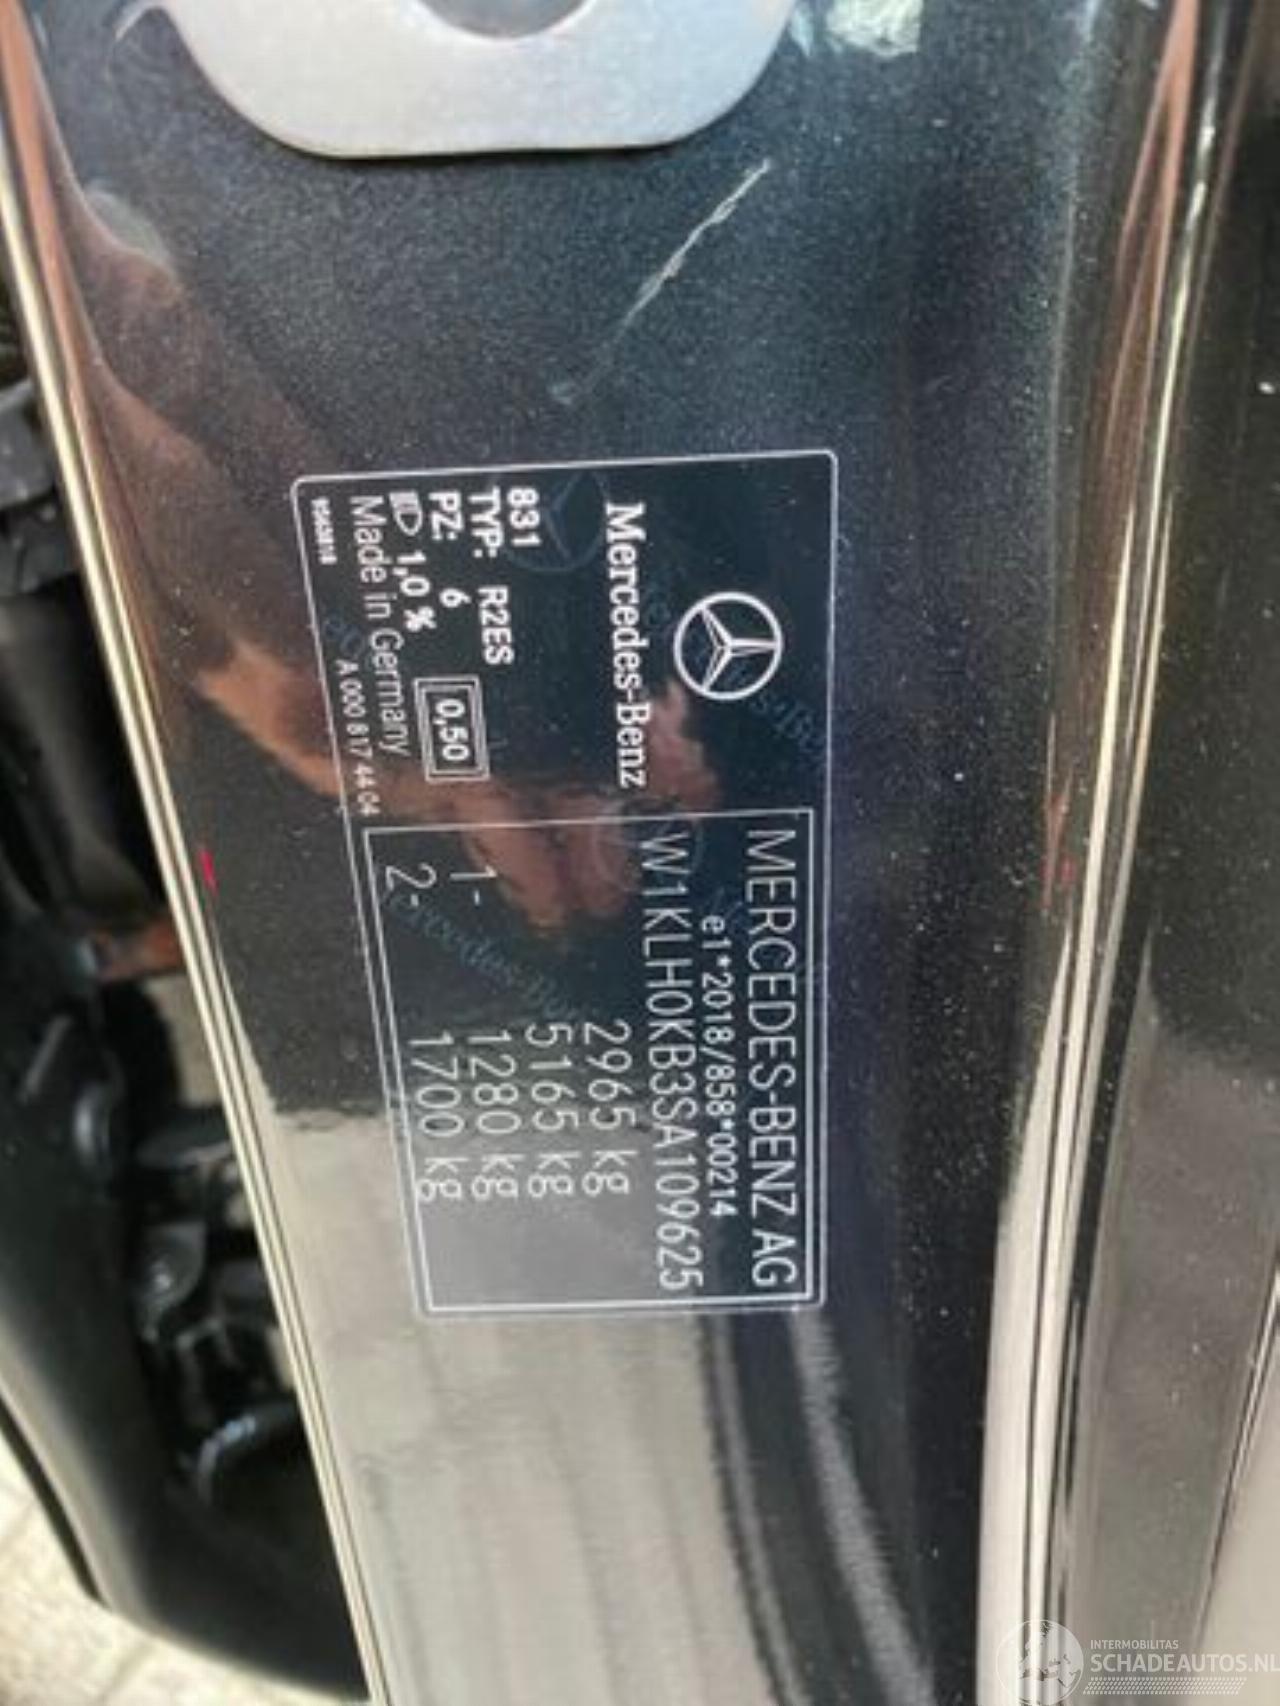 Mercedes-Benz
831
TYP: R2ES
PZ: 6
1,0 %
0,50
Made in Germany
A 000 817 44 04
MERCEDES-BENZ AG
e1*2018/858*00214
W1KLH0KB3SA109625
2965 kg
5165 kg
1- 1280 kg
2- 1700 kg
INTERMOBILITAS
SCHADEAUTOS.NL